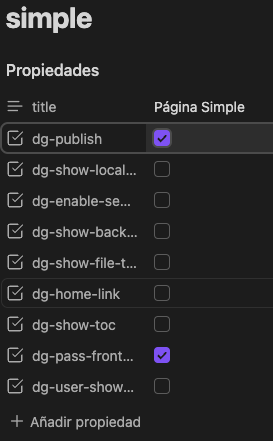 simple
Propiedades
title Página Simple
dg-publish
dg-show-local...
dg-enable-se...
dg-show-back...
dg-show-file-t...
dg-home-link
dg-show-toc
dg-pass-front...
dg-user-show...
Añadir propiedad